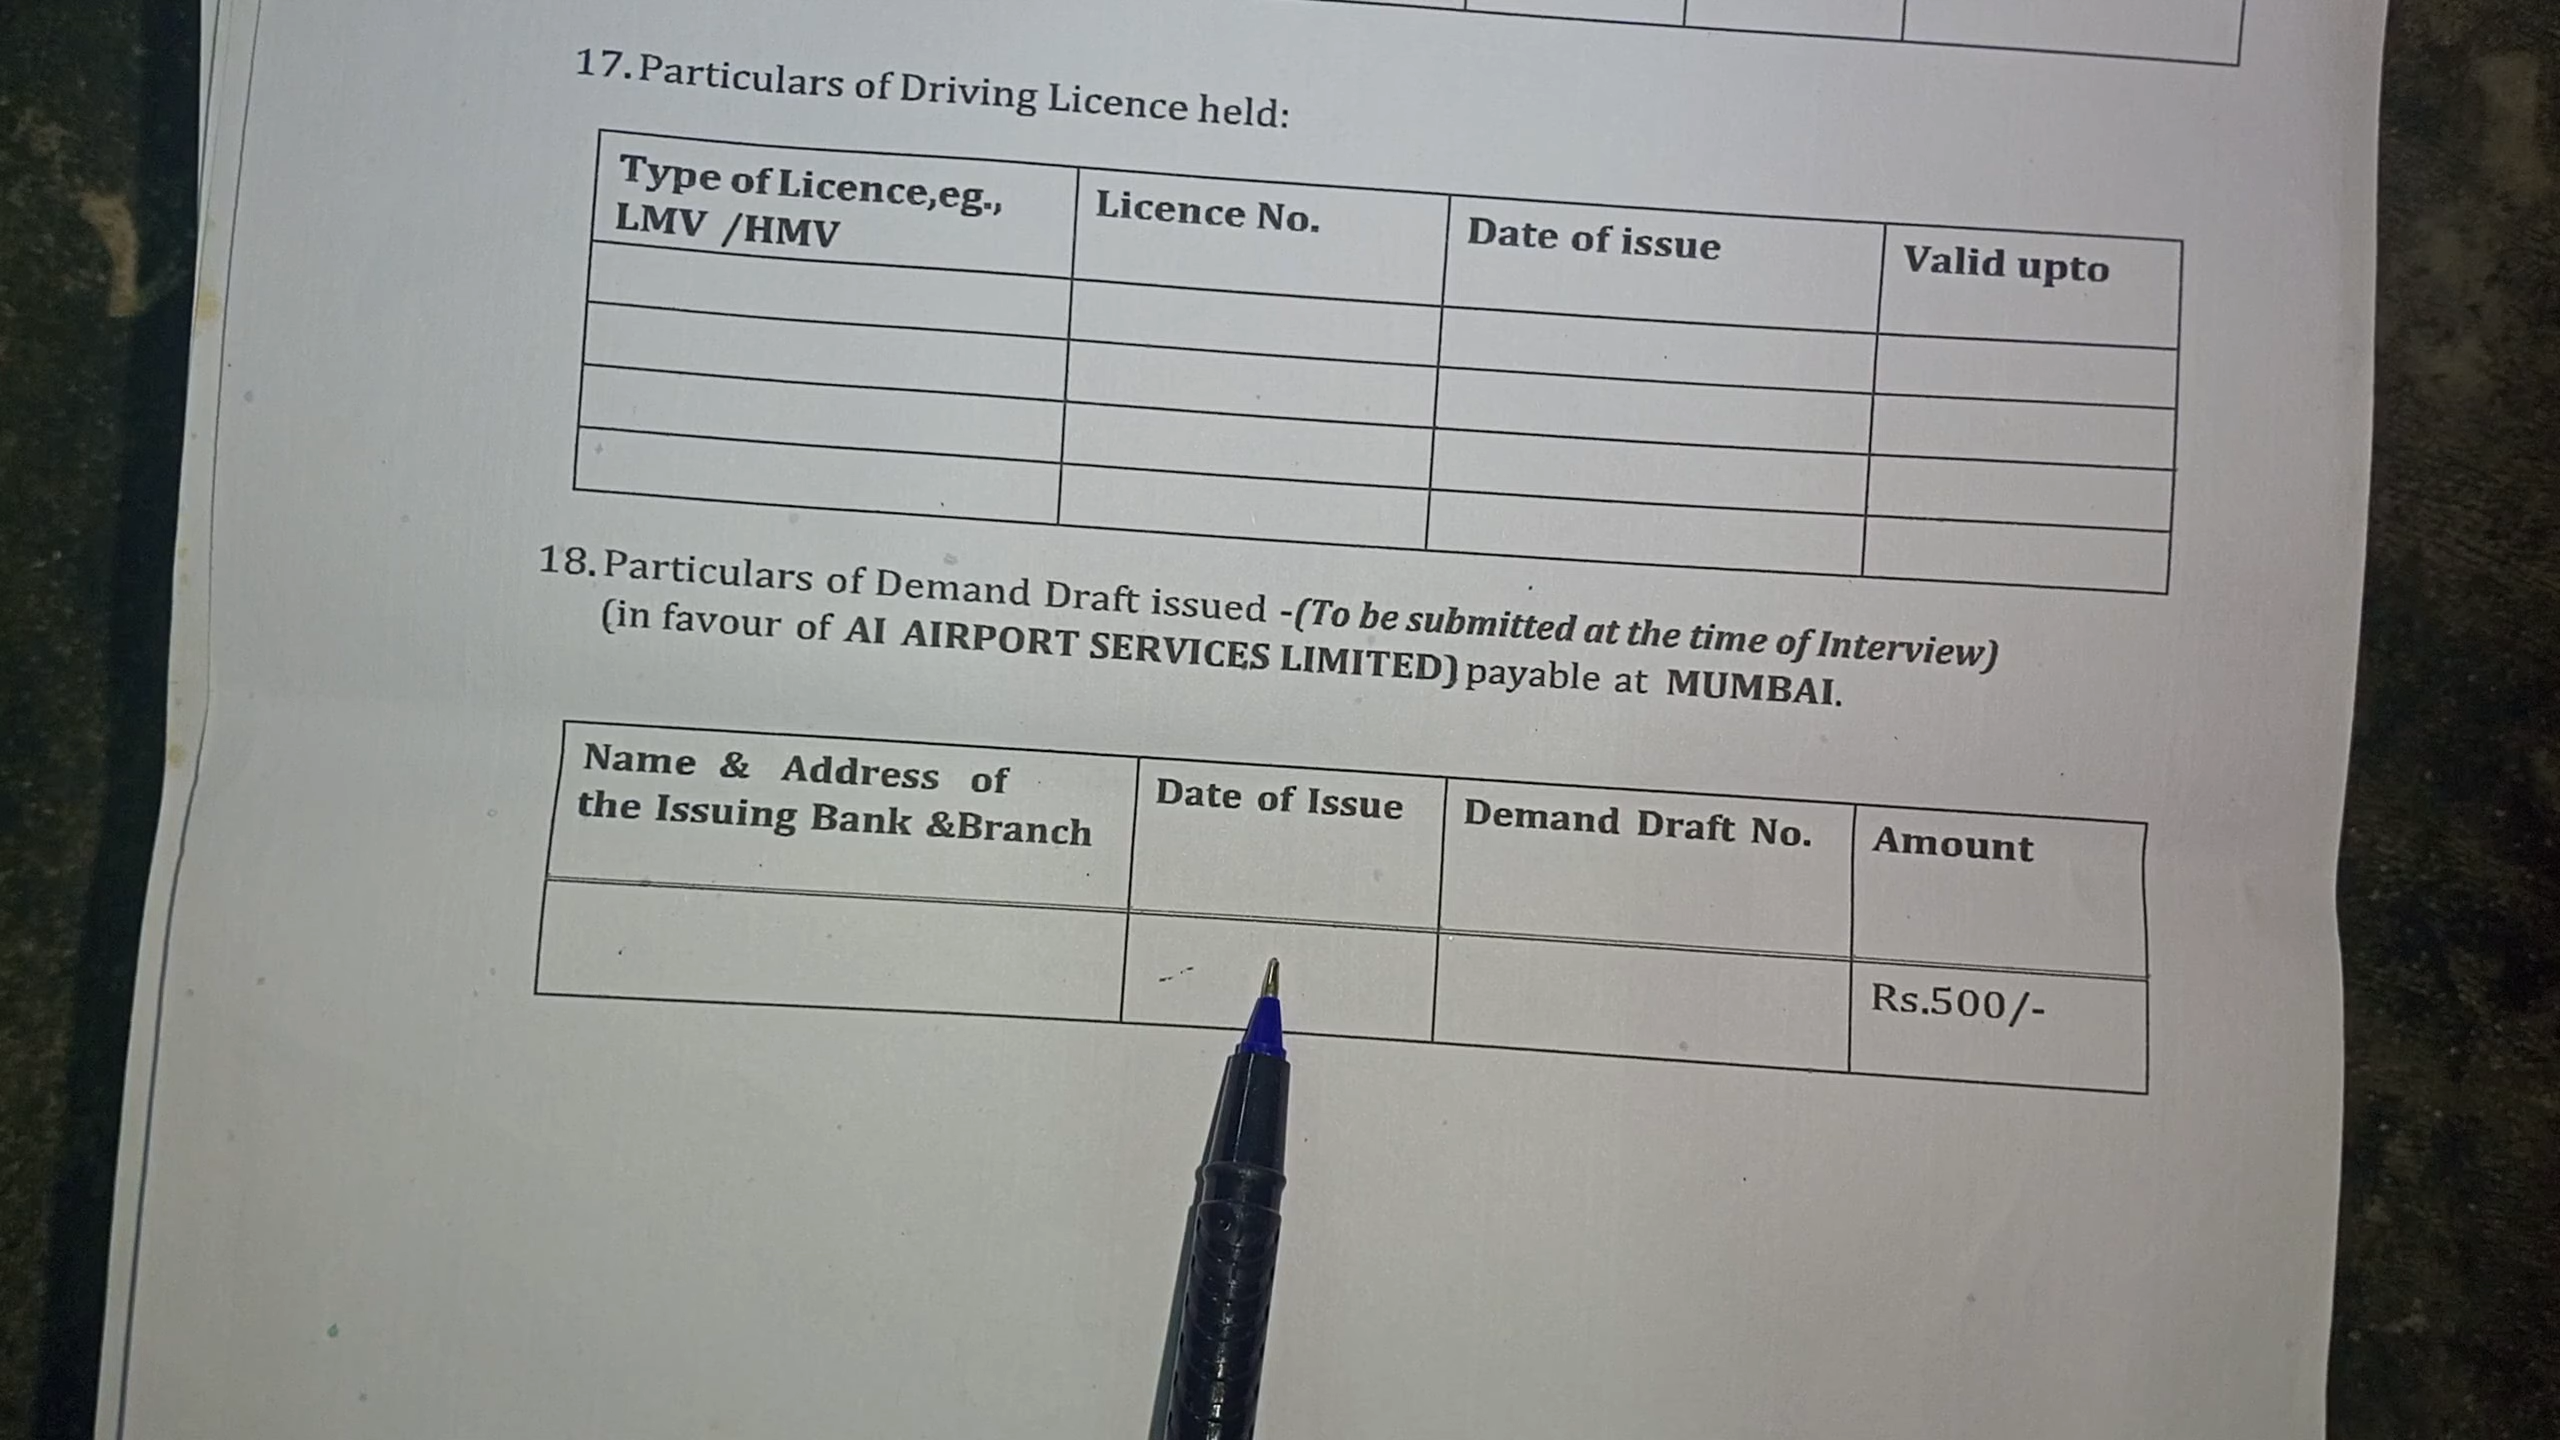 17. Particulars of Driving Licence held:
Type of Licence,eg.,
LMV /HMV
Licence No.
Date of issue
Valid upto
18. Particulars of Demand Draft issued -(To be submitted at the time of Interview)
(in favour of AI AIRPORT SERVICES LIMITED) payable at MUMBAI.
Name & Address of
the Issuing Bank &Branch
Date of Issue
Demand Draft No.
Amount
Rs.500/-